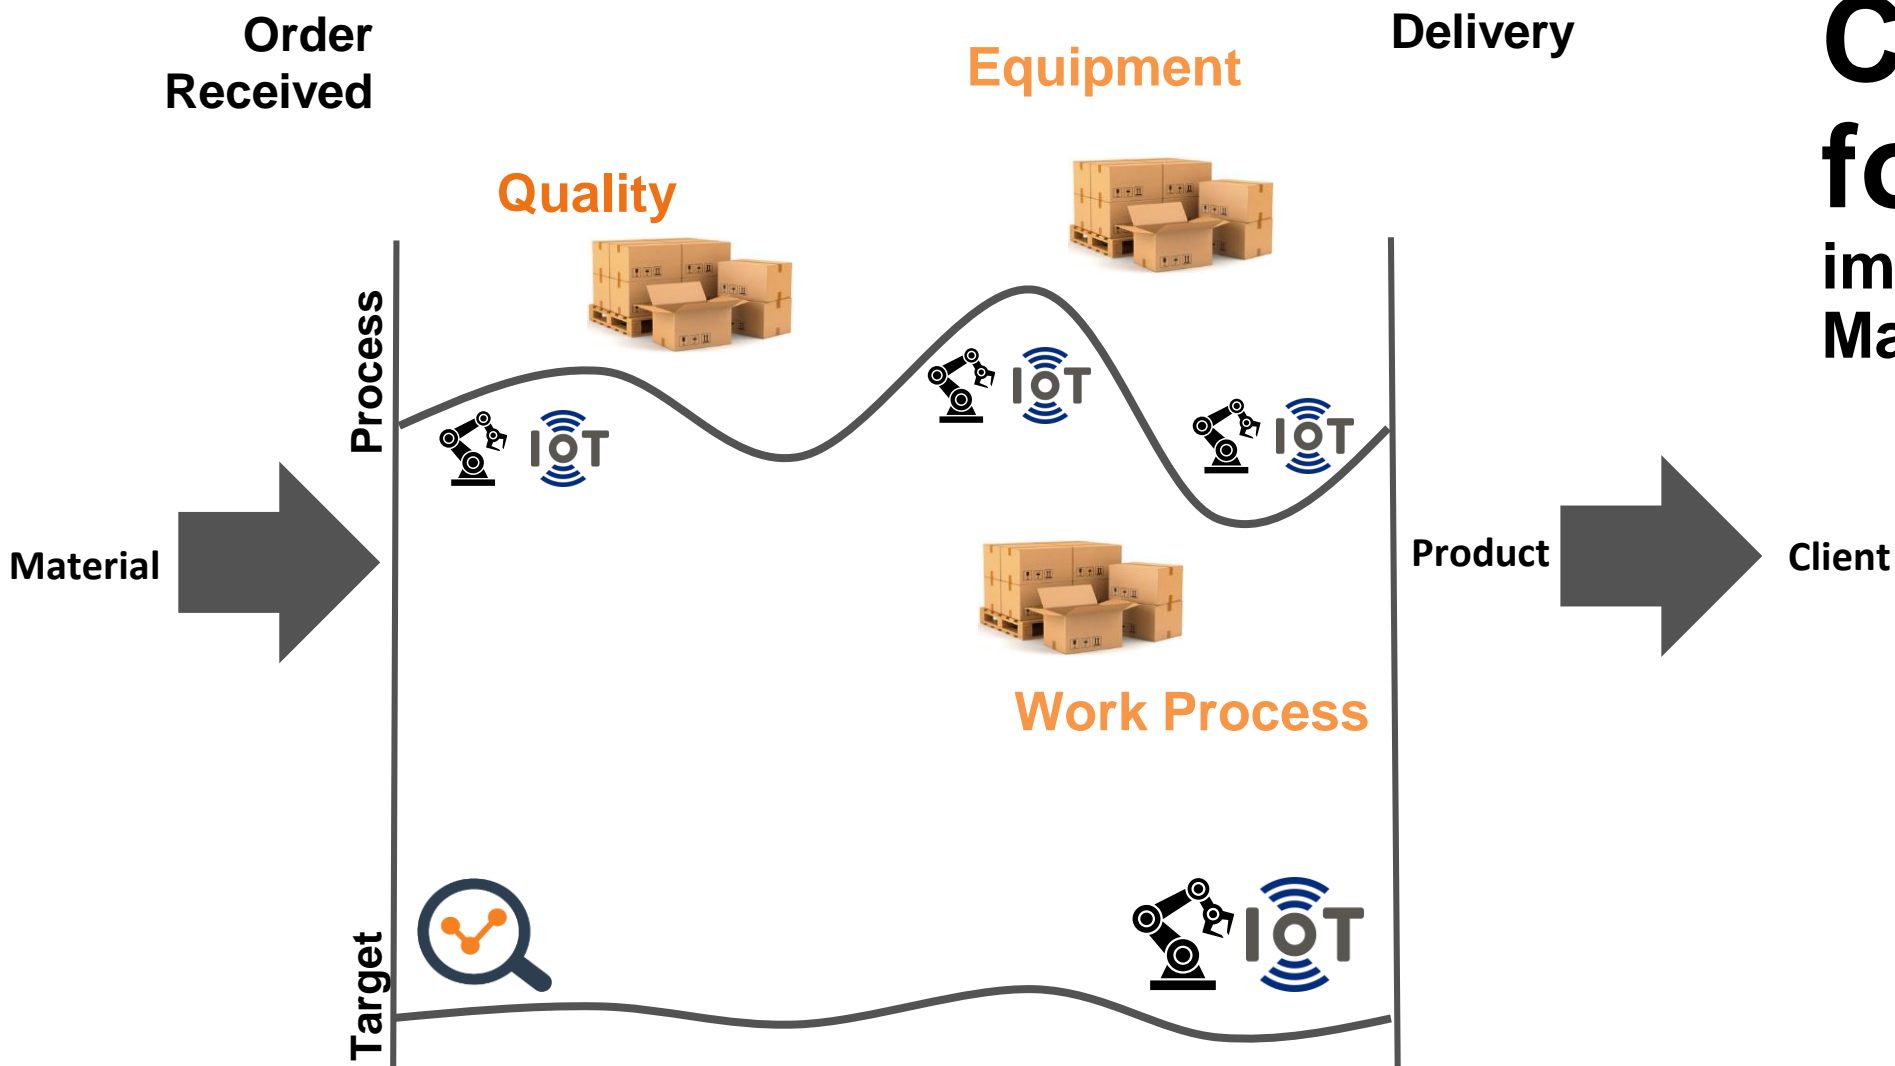 Order
Received
Equipment
Delivery
Quality
Process
IoT
IoT
IoT
Material
Product
Client
Work Process
Target
IoT